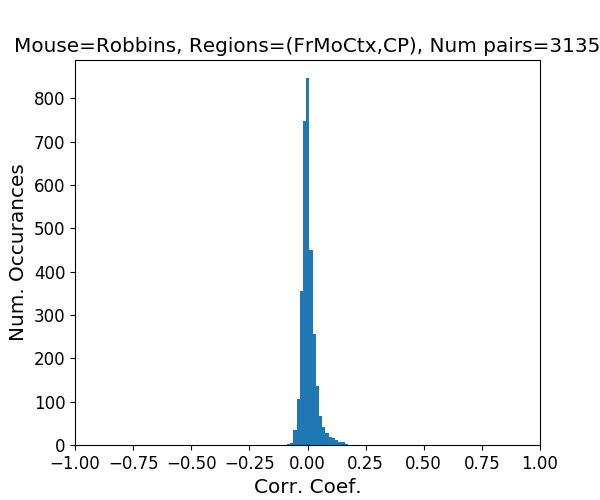 Mouse=Robbins, Regions=(FrMoCtx,CP), Num pairs=3135
Num. Occurances
800
700
600
500
400
300
200
100
0
−1.00 −0.75 −0.50 −0.25 0.00 0.25 0.50 0.75 1.00
Corr. Coef.